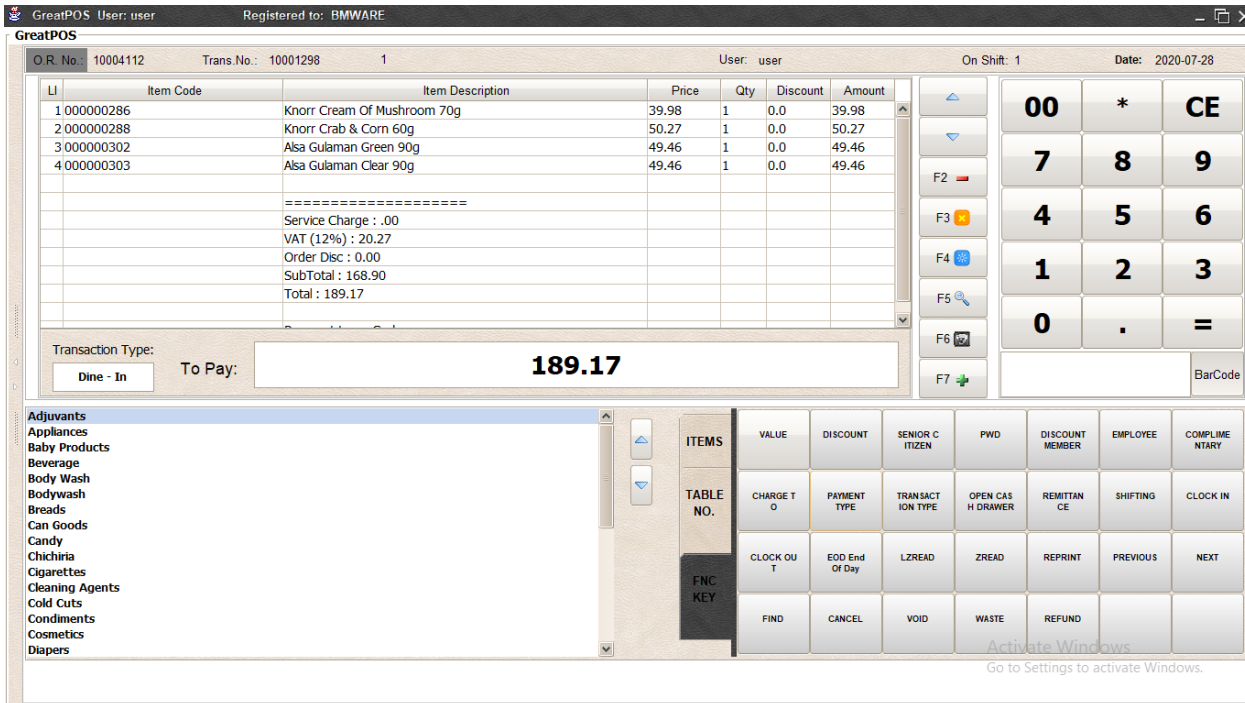 GreatPOS User: user Registered to: BMWARE
GreatPOS
O.R. No.: 10004112 Trans.No.: 10001298 1 User: user On Shift: 1 Date: 2020-07-28
LI Item Code Item Description Price Qty Discount Amount
1 000000286 Knorr Cream Of Mushroom 70g 39.98 1 0.0 39.98
2 000000288 Knorr Crab & Corn 60g 50.27 1 0.0 50.27
3 000000302 Alsa Gulaman Green 90g 49.46 1 0.0 49.46
4 000000303 Alsa Gulaman Clear 90g 49.46 1 0.0 49.46
=====================
Service Charge : .00
VAT (12%) : 20.27
Order Disc : 0.00
SubTotal : 168.90
Total : 189.17
Transaction Type:
Dine - In
To Pay: 189.17
F2
F3
F4
F5
F6
F7
00 * CE
7 8 9
4 5 6
1 2 3
0 . =
BarCode
Adjuvants
Appliances
Baby Products
Beverage
Body Wash
Bodywash
Breads
Can Goods
Candy
Chichiria
Cigarettes
Cleaning Agents
Cold Cuts
Condiments
Cosmetics
Diapers
ITEMS
TABLE
NO.
FNC
KEY
VALUE DISCOUNT SENIOR C PWD DISCOUNT EMPLOYEE COMPLIME
ITIZEN MEMBER NTARY
CHARGE T PAYMENT TRANSACT OPEN CAS REMITTAN SHIFTING CLOCK IN
O TYPE ION TYPE H DRAWER CE
CLOCK OU EOD End LZREAD ZREAD REPRINT PREVIOUS NEXT
T Of Day
FIND CANCEL VOID WASTE REFUND
Activate Windows
Go to Settings to activate Windows.